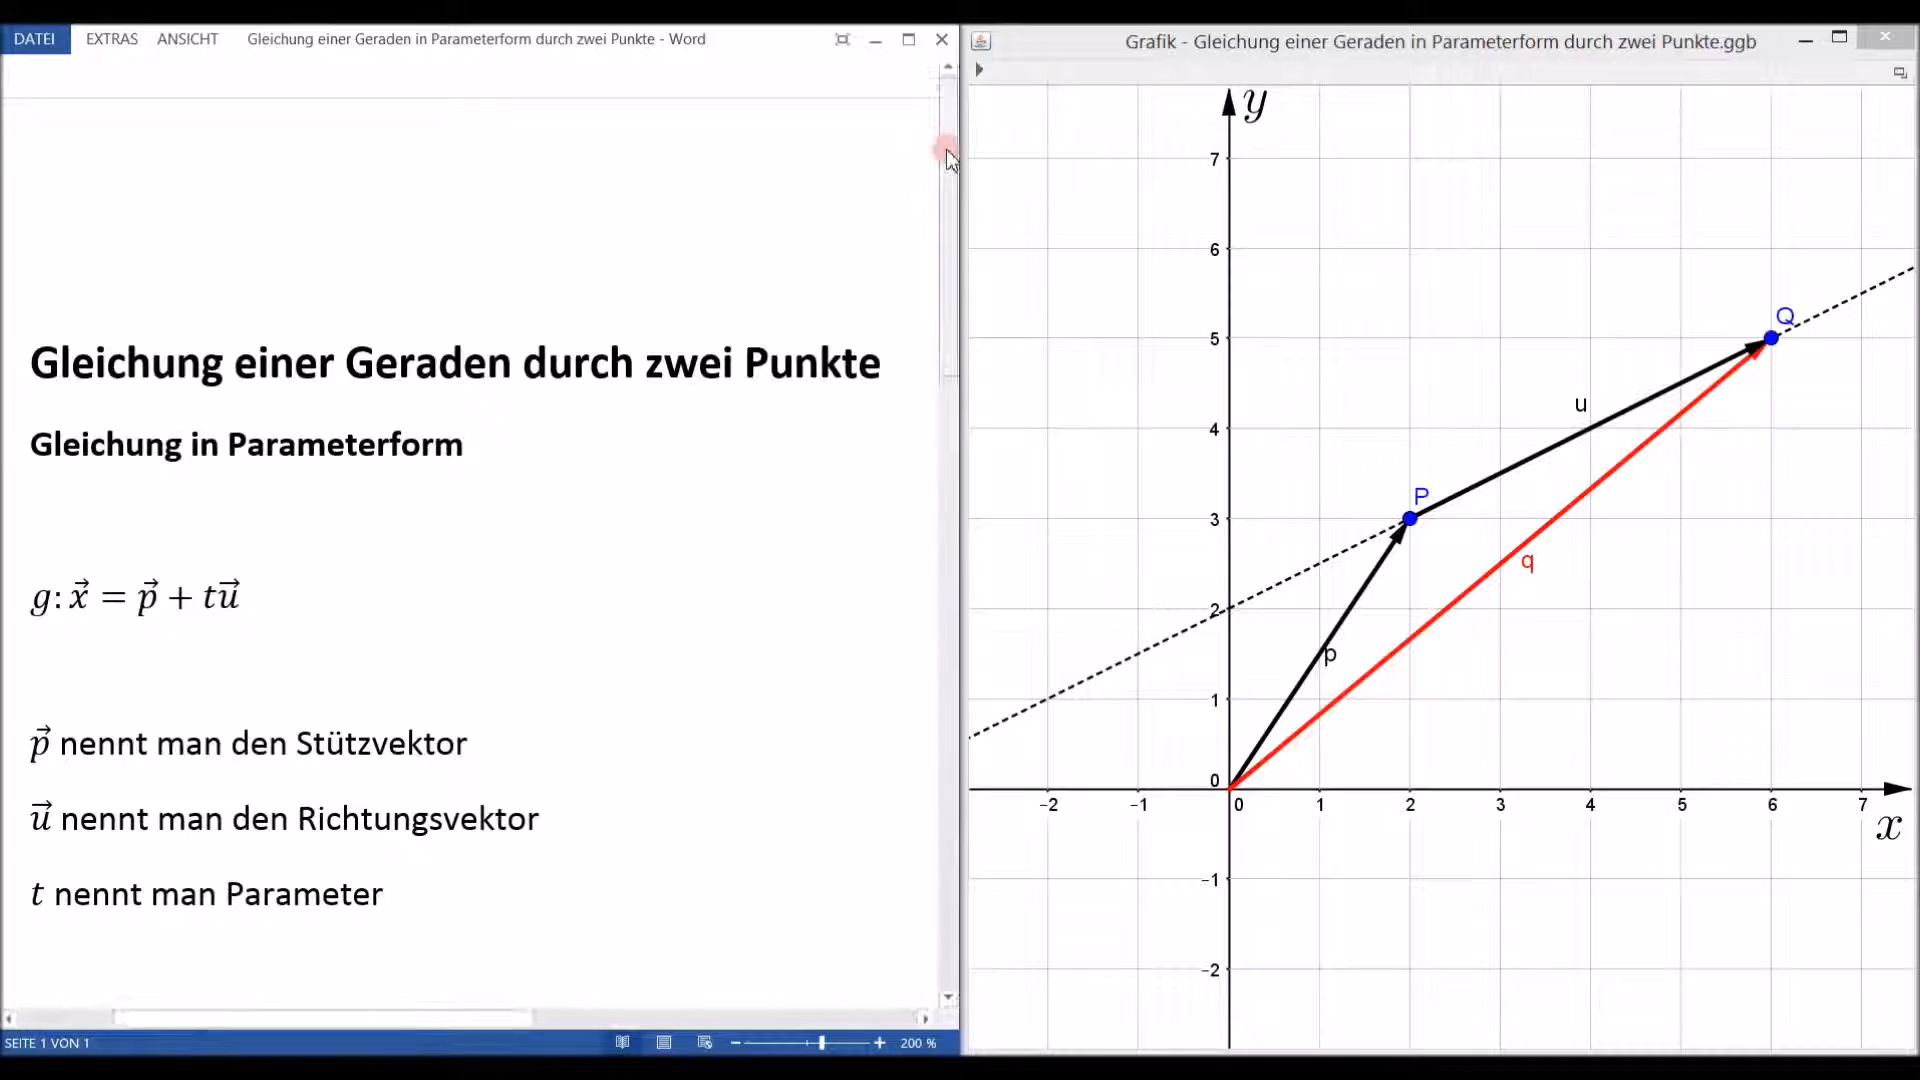 DATEI EXTRAS ANSICHT Gleichung einer Geraden in Parameterform durch zwei Punkte - Word
Gleichung einer Geraden durch zwei Punkte
Gleichung in Parameterform
g: x⃗ = p⃗ + tu⃗
p⃗ nennt man den Stützvektor
u⃗ nennt man den Richtungsvektor
t nennt man Parameter
SEITE 1 VON 1
200 %
Grafik - Gleichung einer Geraden in Parameterform durch zwei Punkte.ggb
y
7
6
Q
5
u
4
P
3
q
2
p
1
0
-2 -1 0 1 2 3 4 5 6 7
x
-1
-2